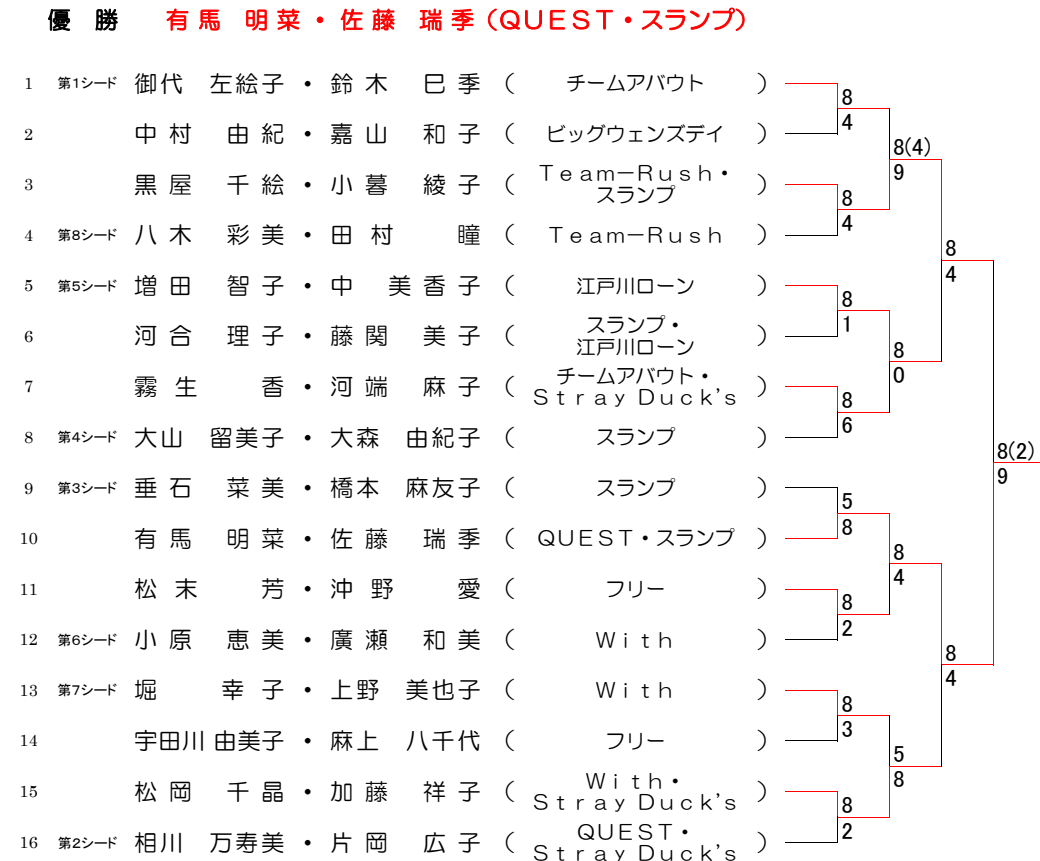 優 勝 有 馬 明 菜 ・ 佐 藤 瑞 季 (QUEST・スランプ)
1 第1シード 御代 左絵子 ・ 鈴 木 巳 季 ( チームアバウト )
8
4
2 中 村 由 紀 ・ 嘉 山 和 子 ( ビッグウェンズデイ )
8(4)
9
3 黒 屋 千 絵 ・ 小 暮 綾 子 ( Team－Rush・
スランプ )
8
4
4 第8シード 八 木 彩 美 ・ 田 村 瞳 ( Team－Rush )
8
4
5 第5シード 増 田 智 子 ・ 中 美 香 子 ( 江戸川ローン )
8
1
6 河 合 理 子 ・ 藤 関 美 子 ( スランプ・
江戸川ローン )
8
0
7 霧 生 香 ・ 河 端 麻 子 ( チームアバウト・
Stray Duck's )
8
6
8 第4シード 大山 留美子 ・ 大森 由紀子 ( スランプ )
8(2)
9
9 第3シード 垂 石 菜 美 ・ 橋本 麻友子 ( スランプ )
5
8
10 有 馬 明 菜 ・ 佐 藤 瑞 季 ( QUEST・スランプ )
8
4
11 松 末 芳 ・ 沖 野 愛 ( フリー )
8
2
12 第6シード 小 原 恵 美 ・ 廣 瀬 和 美 ( With )
8
4
13 第7シード 堀 幸 子 ・ 上野 美也子 ( With )
8
3
14 宇田川 由美子 ・ 麻上 八千代 ( フリー )
5
8
15 松 岡 千 晶 ・ 加 藤 祥 子 ( With・
Stray Duck's )
8
2
16 第2シード 相川 万寿美 ・ 片 岡 広 子 ( QUEST・
Stray Duck's )